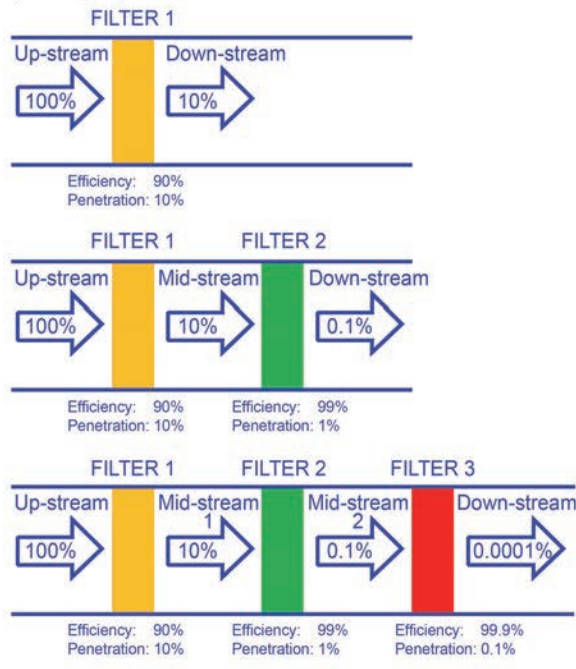 FILTER 1
Up-stream Down-stream
100% 10%
Efficiency: 90%
Penetration: 10%
FILTER 1 FILTER 2
Up-stream Mid-stream Down-stream
100% 10% 0.1%
Efficiency: 90% Efficiency: 99%
Penetration: 10% Penetration: 1%
FILTER 1 FILTER 2 FILTER 3
Up-stream Mid-stream Mid-stream Down-stream
1 2
100% 10% 0.1% 0.0001%
Efficiency: 90% Efficiency: 99% Efficiency: 99.9%
Penetration: 10% Penetration: 1% Penetration: 0.1%